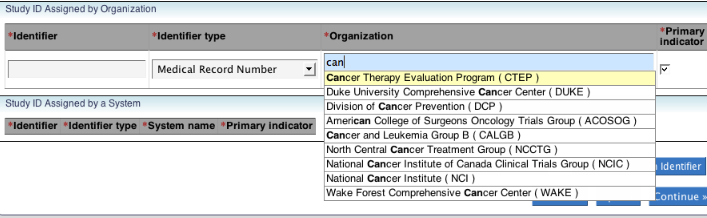 Study ID Assigned by Organization
*Identifier *Identifier type *Organization *Primary indicator
Medical Record Number can
Cancer Therapy Evaluation Program ( CTEP )
Duke University Comprehensive Cancer Center ( DUKE )
Division of Cancer Prevention ( DCP )
American College of Surgeons Oncology Trials Group ( ACOSOG )
Cancer and Leukemia Group B ( CALGB )
North Central Cancer Treatment Group ( NCCTG )
National Cancer Institute of Canada Clinical Trials Group ( NCIC )
National Cancer Institute ( NCI )
Wake Forest Comprehensive Cancer Center ( WAKE )
Study ID Assigned by a System
*Identifier *Identifier type *System name *Primary indicator
Identifier
Continue »